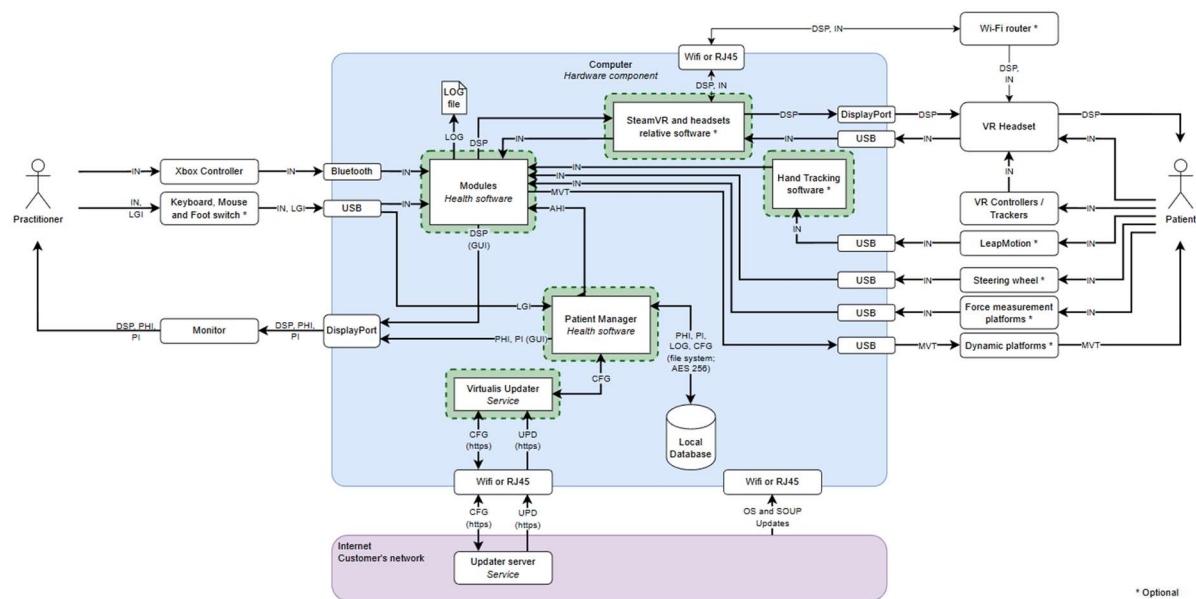 DSP, IN
Wi-Fi router *
Computer
Hardware component
Wifi or RJ45
DSP, IN
DSP,
IN
LOG
file
SteamVR and headsets
relative software *
DSP
DisplayPort
DSP
VR Headset
DSP
LOG
DSP
IN
IN
USB
IN
IN
Practitioner
IN
Xbox Controller
IN
Bluetooth
IN
Modules
Health software
IN
IN
IN
MVT
Hand Tracking
software *
IN
Patient
IN,
LGI
Keyboard, Mouse
and Foot switch *
IN, LGI
USB
IN
AHI
VR Controllers /
Trackers
IN
DSP
(GUI)
IN
USB
IN
LeapMotion *
IN
USB
IN
Steering wheel *
IN
LGI
Patient Manager
Health software
USB
IN
Force measurement
platforms *
IN
DSP, PHI,
PI
Monitor
DSP, PHI,
PI
DisplayPort
PHI, PI (GUI)
PHI, PI,
LOG, CFG
(file system;
AES 256)
USB
MVT
Dynamic platforms *
MVT
CFG
Virtualis Updater
Service
CFG
(https)
UPD
(https)
Local
Database
Wifi or RJ45
Wifi or RJ45
CFG
(https)
UPD
(https)
OS and SOUP
Updates
Internet
Customer's network
Updater server
Service
* Optional